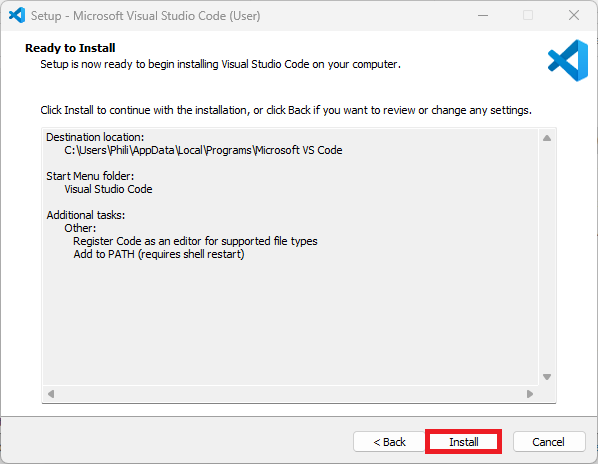 Setup - Microsoft Visual Studio Code (User)
Ready to Install
Setup is now ready to begin installing Visual Studio Code on your computer.
Click Install to continue with the installation, or click Back if you want to review or change any settings.
Destination location:
C:\Users\Phili\AppData\Local\Programs\Microsoft VS Code
Start Menu folder:
Visual Studio Code
Additional tasks:
Other:
Register Code as an editor for supported file types
Add to PATH (requires shell restart)
< Back Install Cancel